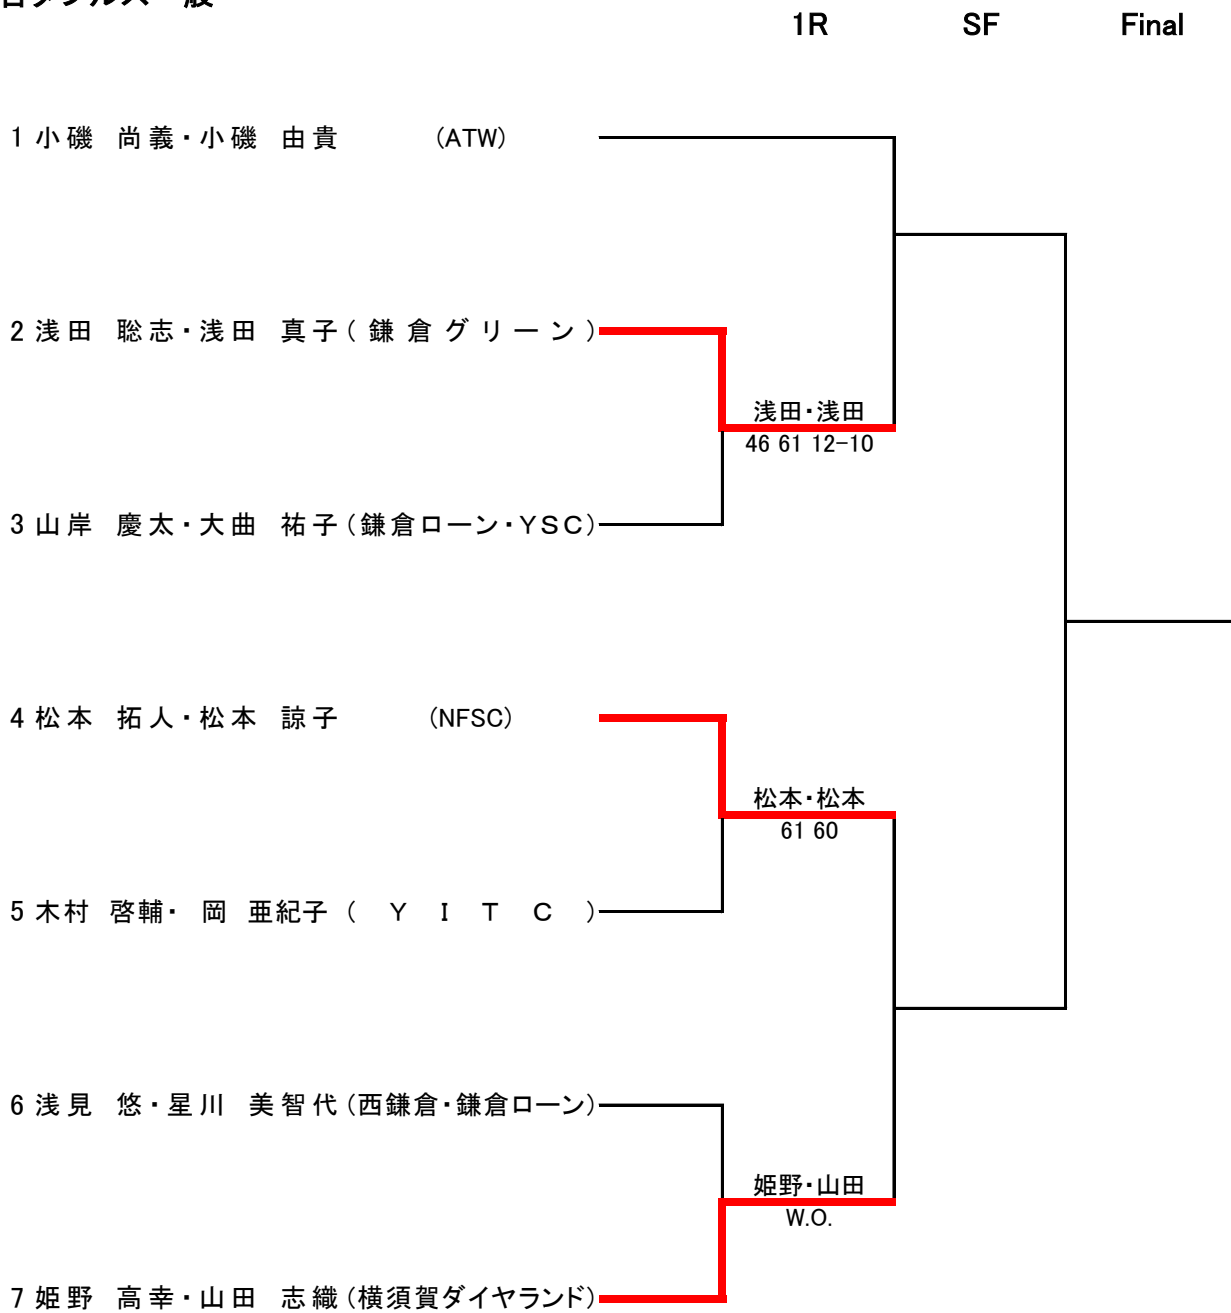 1R SF Final
1 小磯 尚義・小磯 由貴 (ATW)
2 浅田 聡志・浅田 真子(鎌倉グリーン)
浅田・浅田
46 61 12-10
3 山岸 慶太・大曲 祐子(鎌倉ローン・YSC)
4 松本 拓人・松本 諒子 (NFSC)
松本・松本
61 60
5 木村 啓輔・ 岡 亜紀子 ( Y I T C )
6 浅見 悠・星川 美智代(西鎌倉・鎌倉ローン)
姫野・山田
W.O.
7 姫野 高幸・山田 志織(横須賀ダイヤランド)